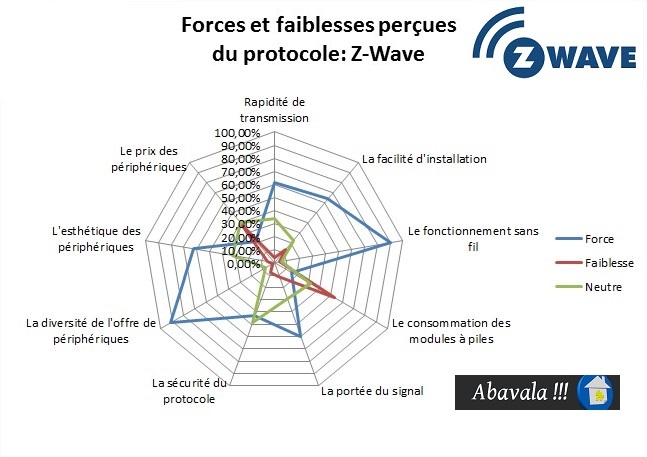 Forces et faiblesses perçues
du protocole: Z-Wave
Z WAVE
Rapidité de
transmission
100,00%
90,00%
80,00%
70,00%
60,00%
50,00%
40,00%
30,00%
20,00%
10,00%
0,00%
La facilité d'installation
Le fonctionnement sans
fil
Le consommation des
modules à piles
La portée du signal
La sécurité du
protocole
La diversité de l'offre de
périphériques
L'esthétique des
périphériques
Le prix des
périphériques
Force
Faiblesse
Neutre
Abavala !!!